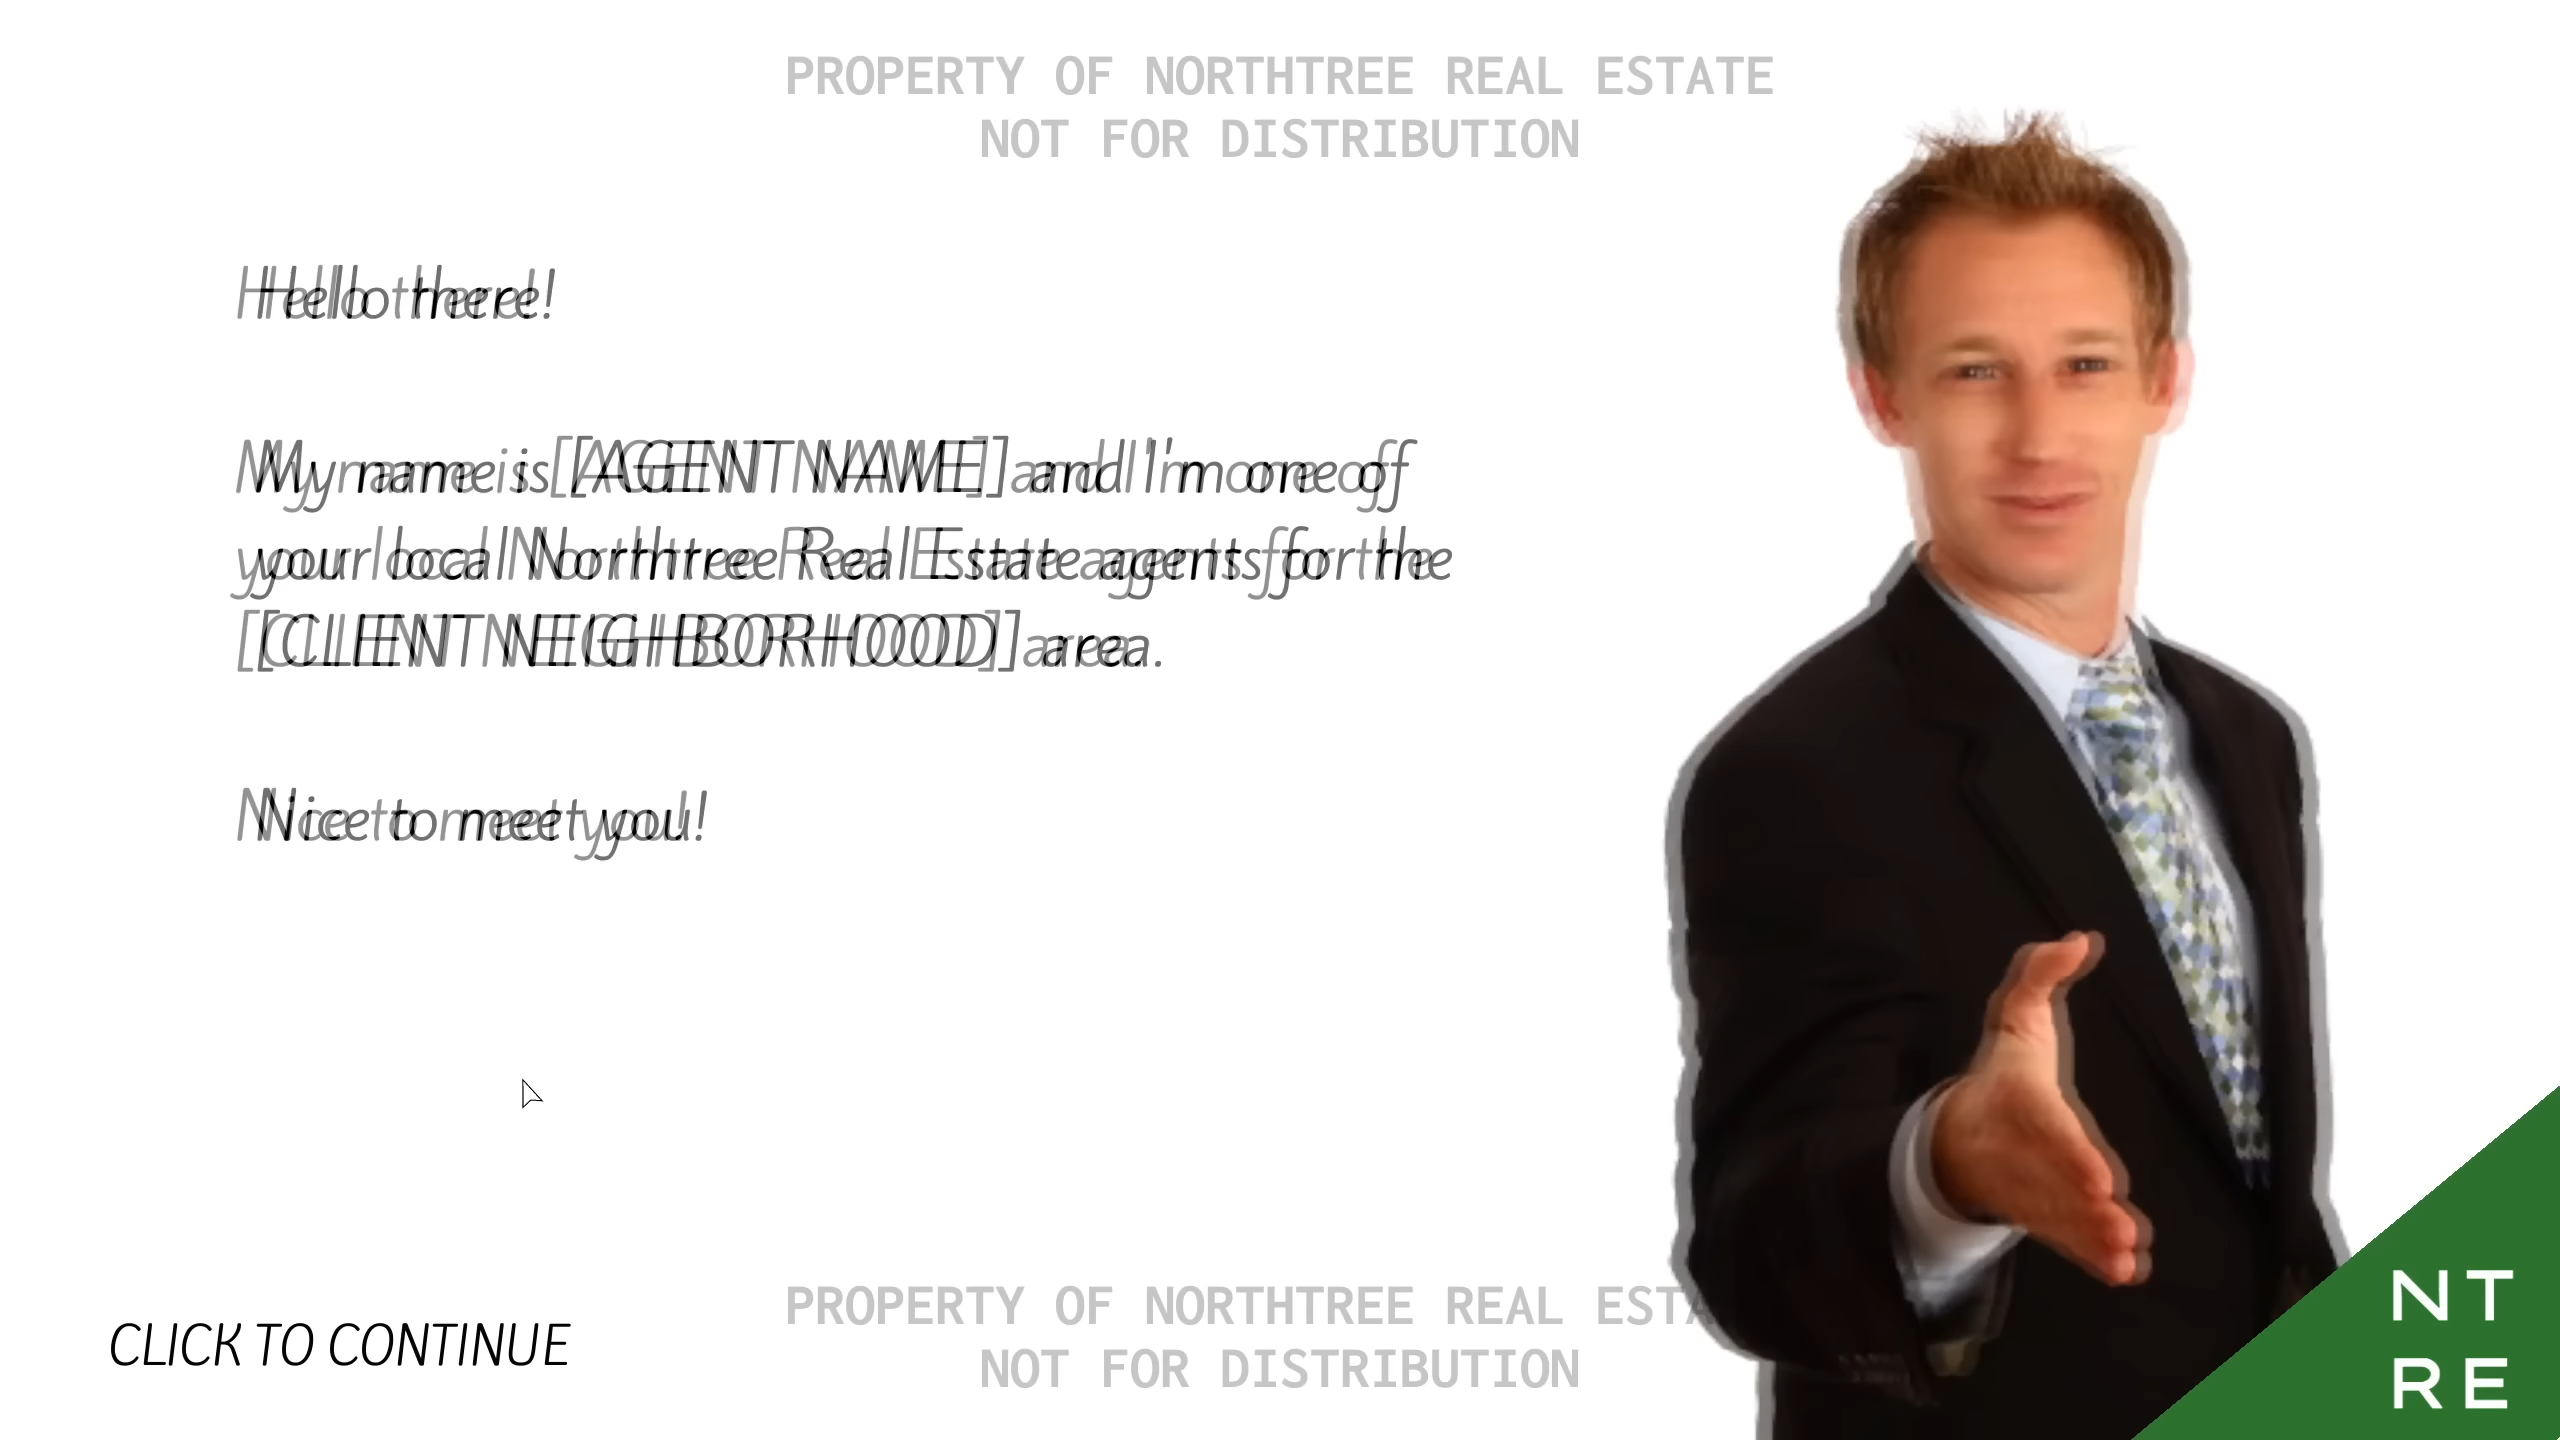 PROPERTY OF NORTHTREE REAL ESTATE
NOT FOR DISTRIBUTION
Hello there!
My name is [[AGENT NAME]] and I'm one of
your local Northtree Real Estate agents for the
[[CLIENT NEIGHBORHOOD]] area.
Nice to meet you!
PROPERTY OF NORTHTREE REAL ESTA
NOT FOR DISTRIBUTION
CLICK TO CONTINUE
NT
RE